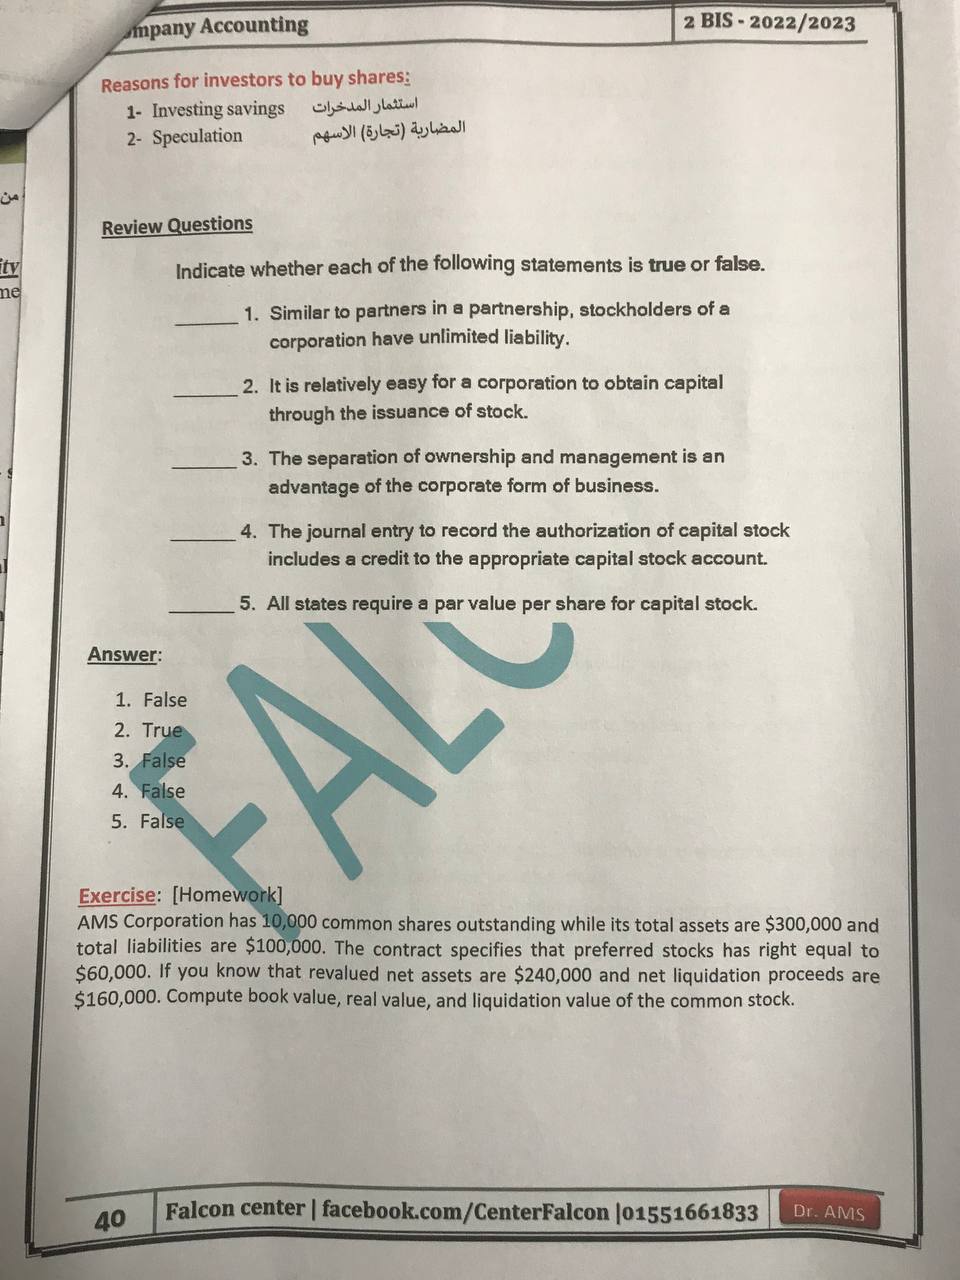 mpany Accounting
2 BIS - 2022/2023
Reasons for investors to buy shares:
1- Investing savings استثمار المدخرات
2- Speculation المضاربة (تجارة) الاسهم
Review Questions
Indicate whether each of the following statements is true or false.
______ 1. Similar to partners in a partnership, stockholders of a
corporation have unlimited liability.
______ 2. It is relatively easy for a corporation to obtain capital
through the issuance of stock.
______ 3. The separation of ownership and management is an
advantage of the corporate form of business.
______ 4. The journal entry to record the authorization of capital stock
includes a credit to the appropriate capital stock account.
______ 5. All states require a par value per share for capital stock.
Answer:
1. False
2. True
3. False
4. False
5. False
FALC
Exercise: [Homework]
AMS Corporation has 10,000 common shares outstanding while its total assets are $300,000 and
total liabilities are $100,000. The contract specifies that preferred stocks has right equal to
$60,000. If you know that revalued net assets are $240,000 and net liquidation proceeds are
$160,000. Compute book value, real value, and liquidation value of the common stock.
40
Falcon center | facebook.com/CenterFalcon |01551661833
Dr. AMS
من
ity
me